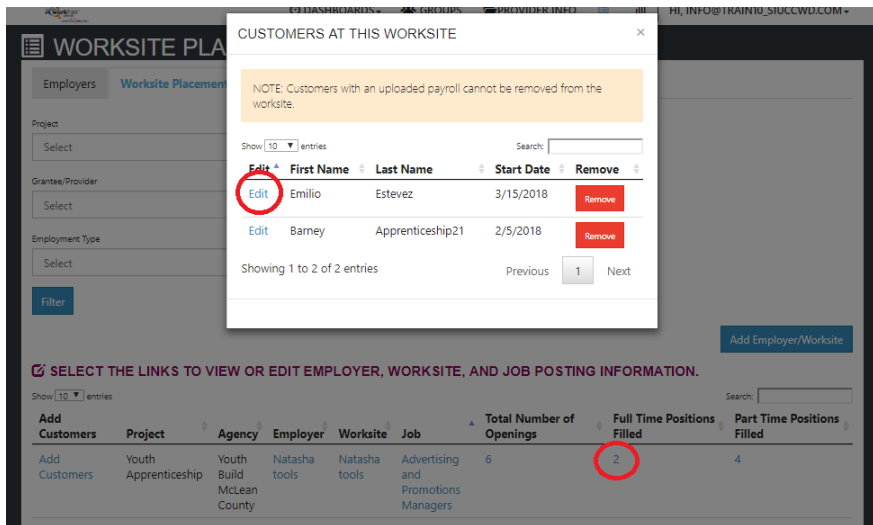 DASHBOARDS GROUPS PROVIDER INFO HI, INFO@TRAIN10_SIUCCWD.COM
WORKSITE PLA
CUSTOMERS AT THIS WORKSITE ×
Employers Worksite Placemen
NOTE: Customers with an uploaded payroll cannot be removed from the
worksite.
Project
Select
Grantee/Provider
Select
Employment Type
Select
Filter
Show 10 entries Search:
Edit First Name Last Name Start Date Remove
Edit Emilio Estevez 3/15/2018 Remove
Edit Barney Apprenticeship21 2/5/2018 Remove
Showing 1 to 2 of 2 entries Previous 1 Next
Add Employer/Worksite
SELECT THE LINKS TO VIEW OR EDIT EMPLOYER, WORKSITE, AND JOB POSTING INFORMATION.
Show 10 entries Search:
Add Customers Project Agency Employer Worksite Job Total Number of Openings Full Time Positions Filled Part Time Positions Filled
Add Customers Youth Apprenticeship Youth Build McLean County Natasha tools Natasha tools Advertising and Promotions Managers 6 2 4